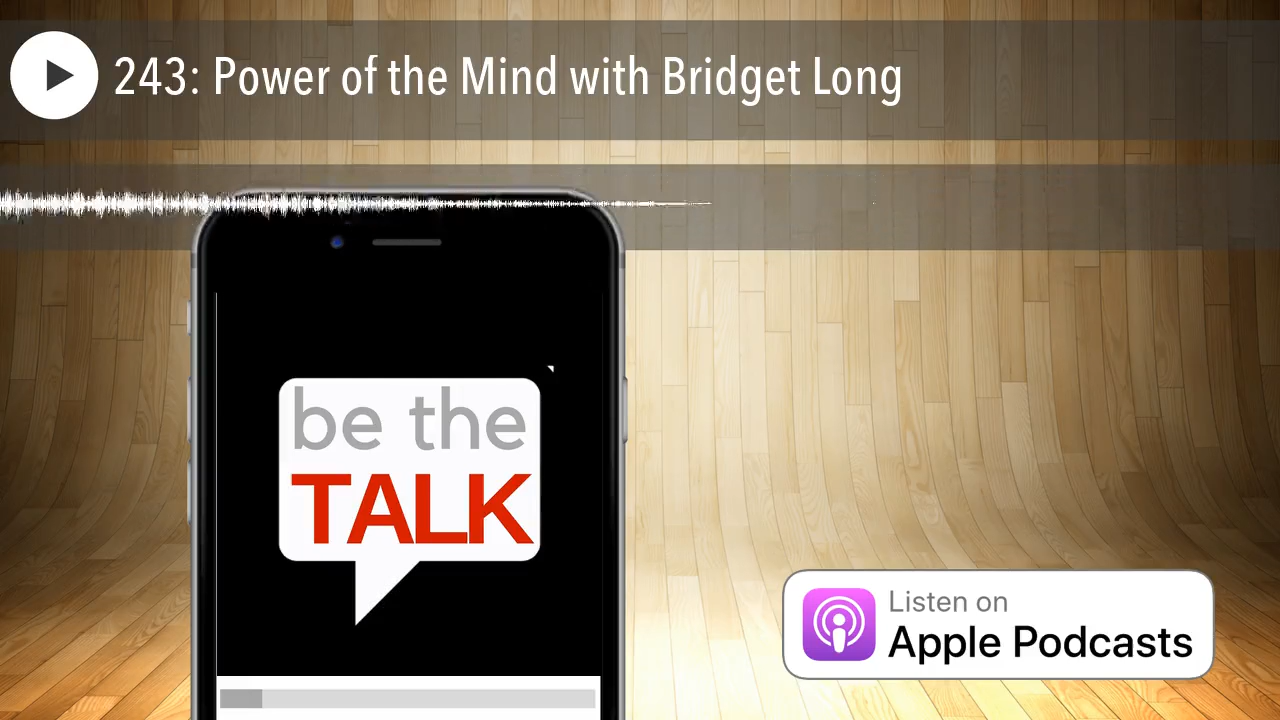 243: Power of the Mind with Bridget Long
be the
TALK
Listen on
Apple Podcasts